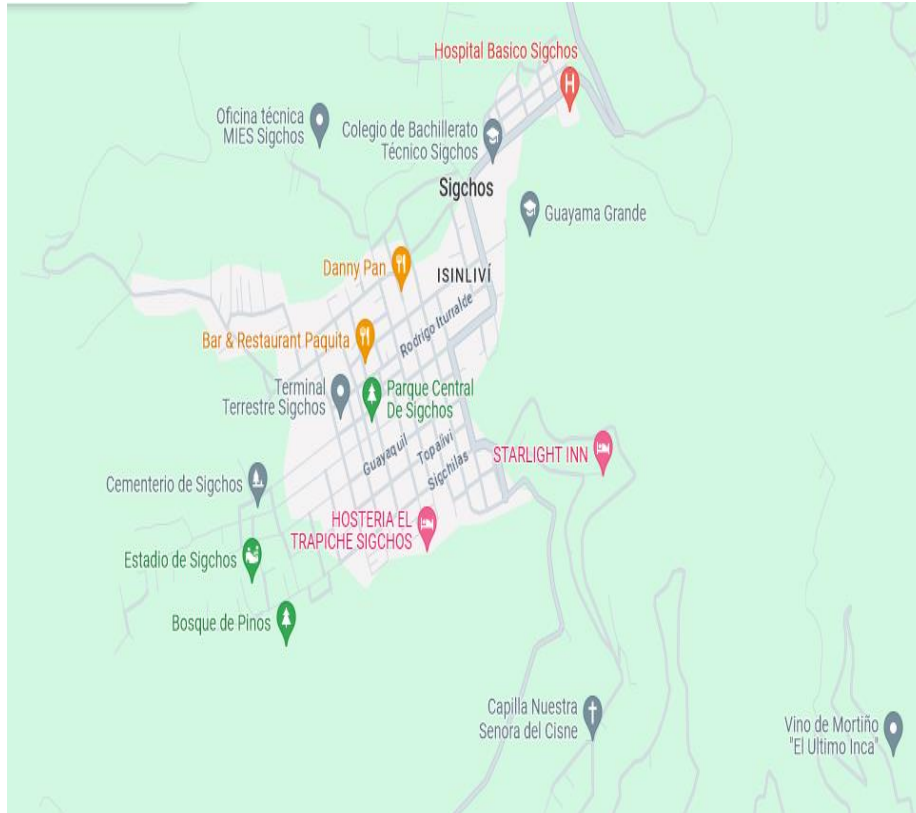 Hospital Basico Sigchos
Oficina técnica
MIES Sigchos
Colegio de Bachillerato
Técnico Sigchos
Sigchos
Guayama Grande
Danny Pan
ISINLIVÍ
Rodrigo Iturralde
Bar & Restaurant Paquita
Terminal
Terrestre Sigchos
Parque Central
De Sigchos
Guayaquil
Topalivi
Sigchilas
STARLIGHT INN
Cementerio de Sigchos
HOSTERIA EL
TRAPICHE SIGCHOS
Estadio de Sigchos
Bosque de Pinos
Capilla Nuestra
Senora del Cisne
Vino de Mortiño
"El Ultimo Inca"